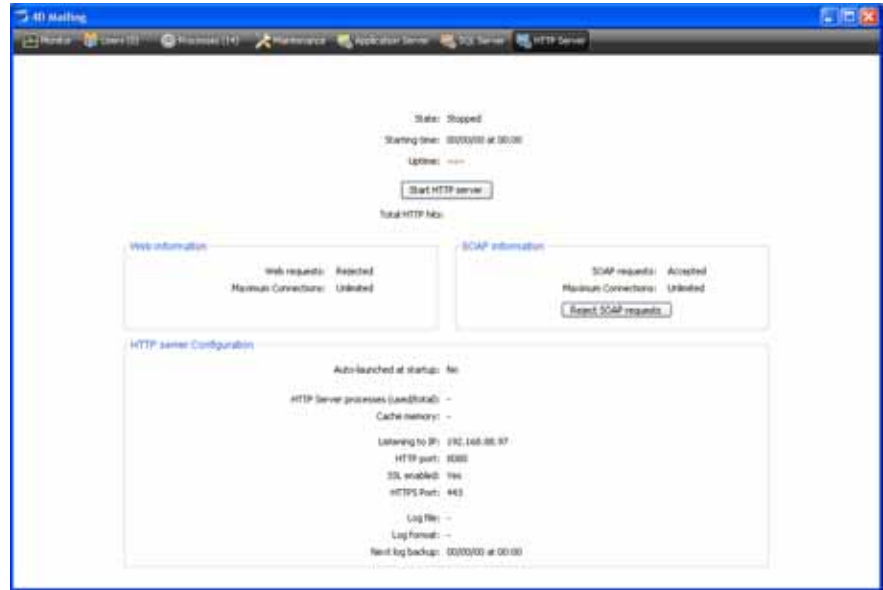 4D Mailing
Monitor Users (0) Processes (14) Maintenance Application Server SQL Server HTTP Server
State: Stopped
Starting time: 00/00/00 at 00:00
Uptime: ----
Start HTTP server
Total HTTP hits:
Web information
Web requests: Rejected
Maximum Connections: Unlimited
SOAP information
SOAP requests: Accepted
Maximum Connections: Unlimited
Reject SOAP requests
HTTP server Configuration
Auto-launched at startup: No
HTTP Server processes (used/total): --
Cache memory: --
Listening to IP: 192.168.88.97
HTTP port: 8080
SSL enabled: Yes
HTTPS Port: 443
Log file: --
Log format: --
Next log backup: 00/00/00 at 00:00